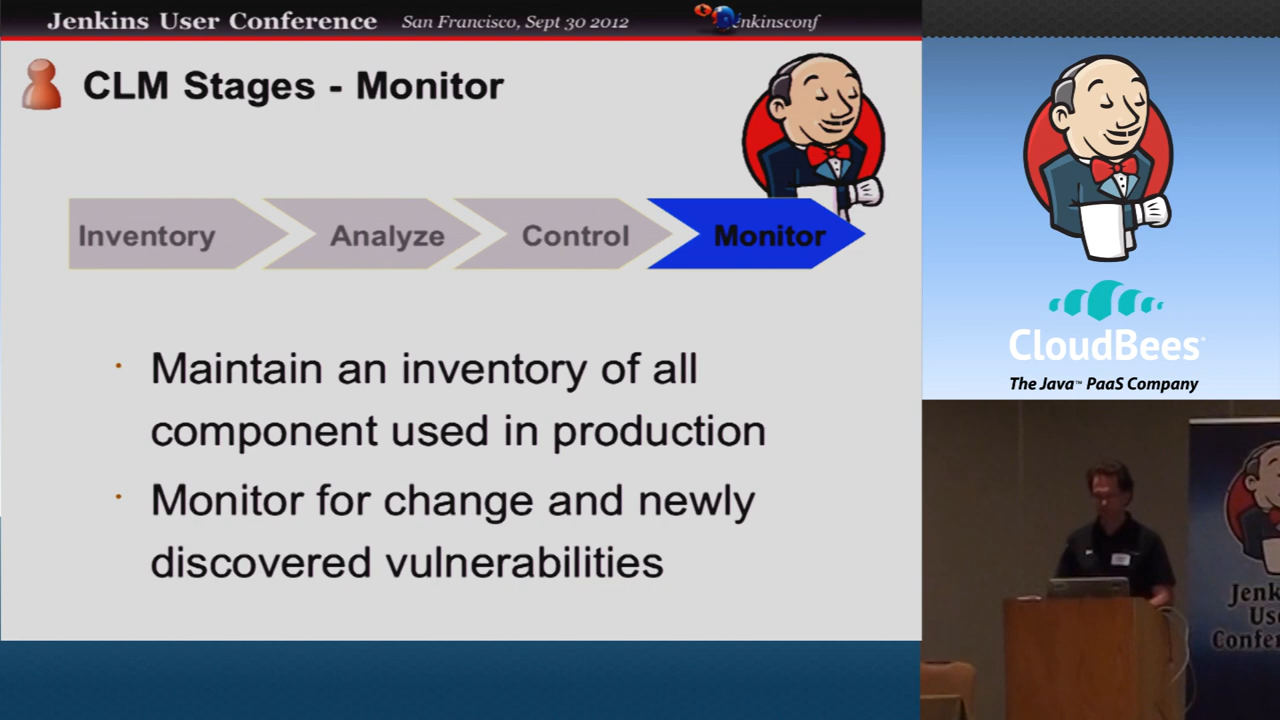 Jenkins User Conference San Francisco, Sept 30 2012 enkinsconf
CLM Stages - Monitor
Inventory
Analyze
Control
Monitor
· Maintain an inventory of all
component used in production
· Monitor for change and newly
discovered vulnerabilities
CloudBees
The Java™ PaaS Company
Jenk
Us
Confe